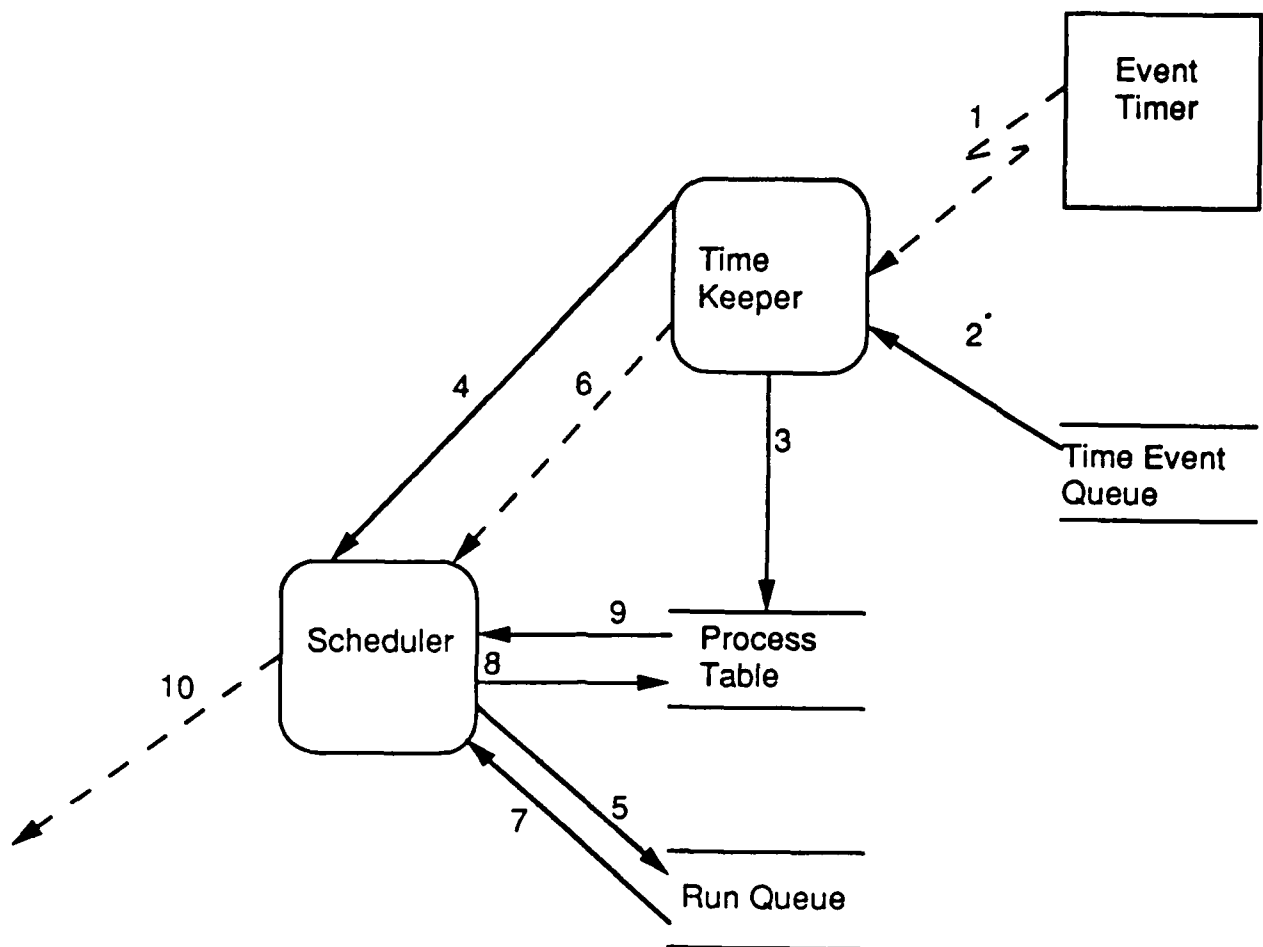 Event
Timer
1
Time
Keeper
2
4
6
3
Time Event
Queue
Scheduler
9
Process
Table
8
10
5
7
Run Queue